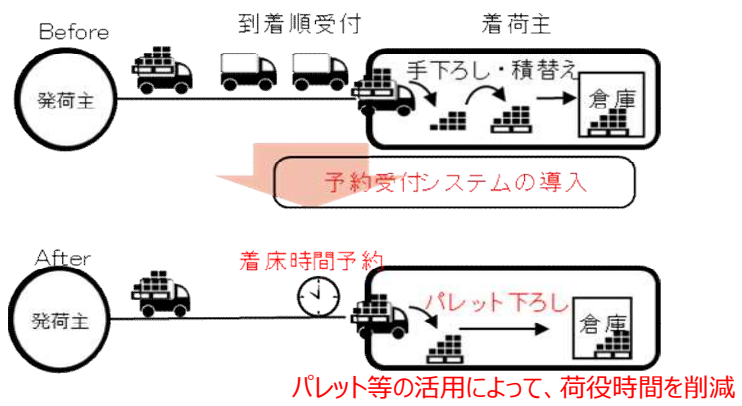 Before
到着順受付
着荷主
発荷主
手下ろし・積替え
倉庫
予約受付システムの導入
After
着床時間予約
発荷主
パレット下ろし
倉庫
パレット等の活用によって、荷役時間を削減